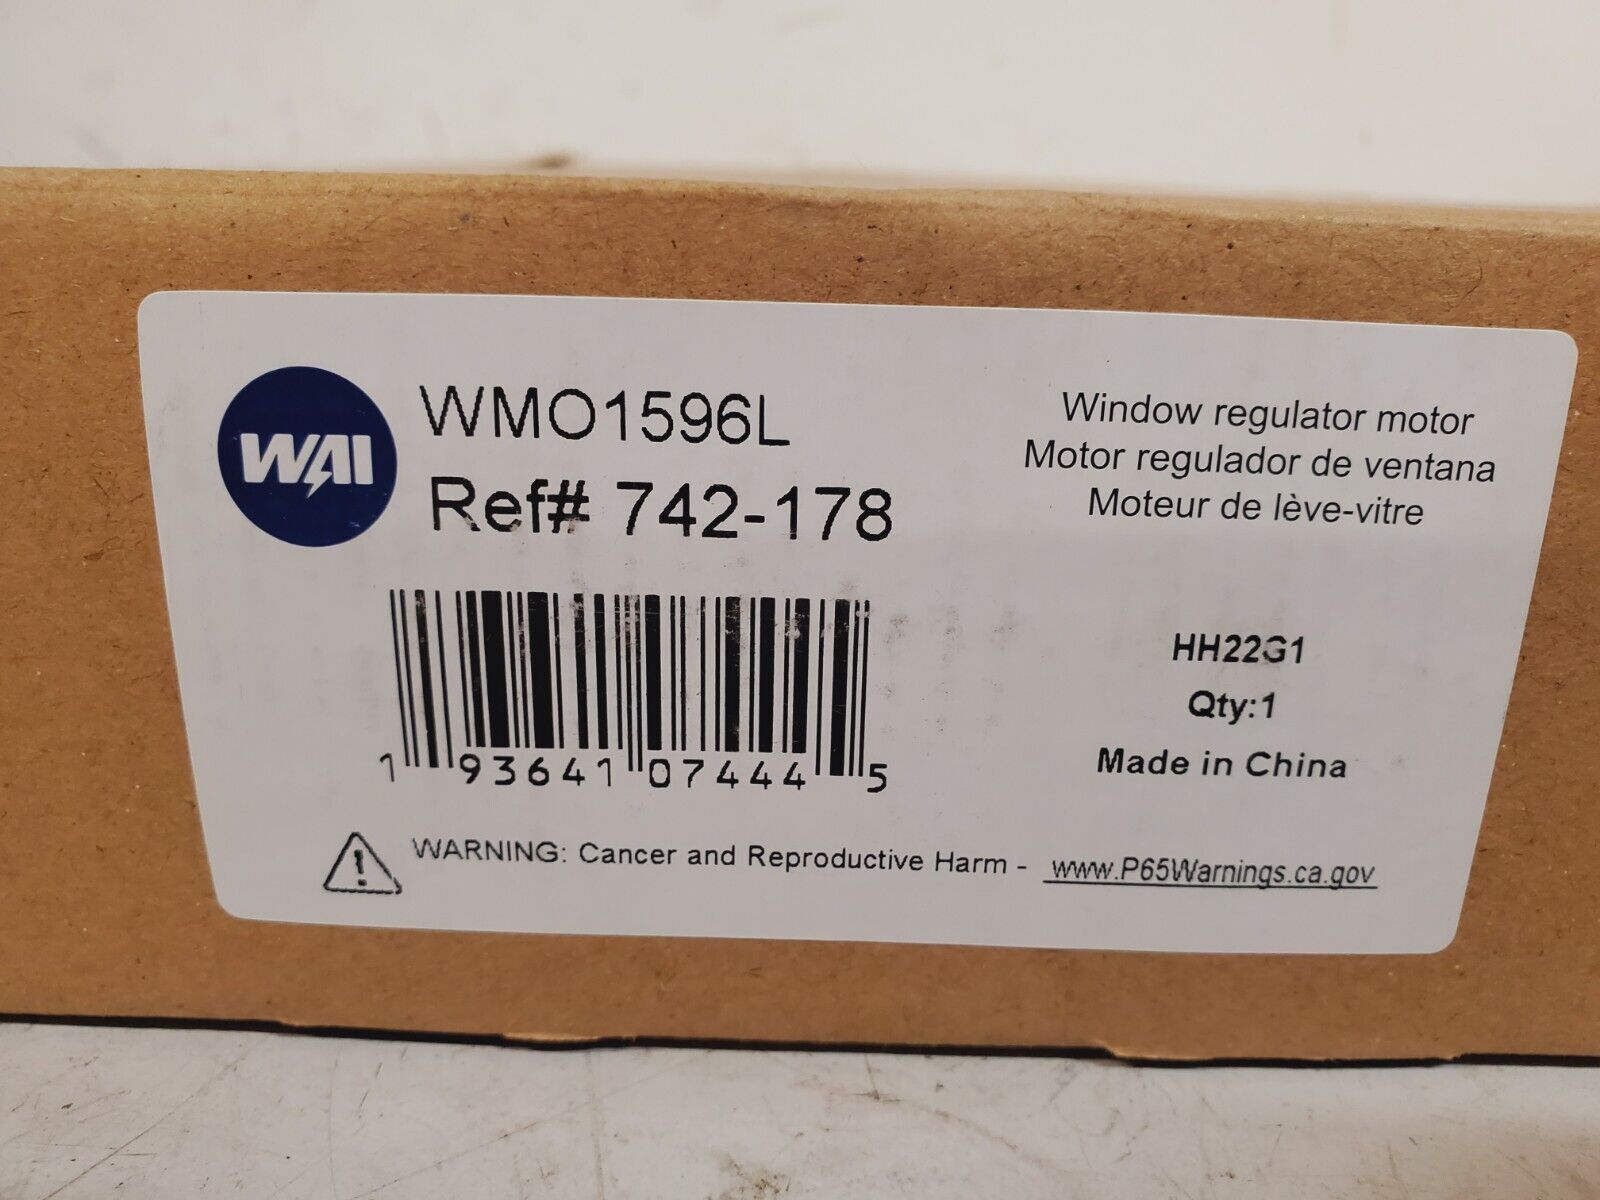 WAI
WMO1596L
Ref# 742-178
Window regulator motor
Motor regulador de ventana
Moteur de lève-vitre
1 93641 07444 5
HH22G1
Qty:1
Made in China
WARNING: Cancer and Reproductive Harm - www.P65Warnings.ca.gov